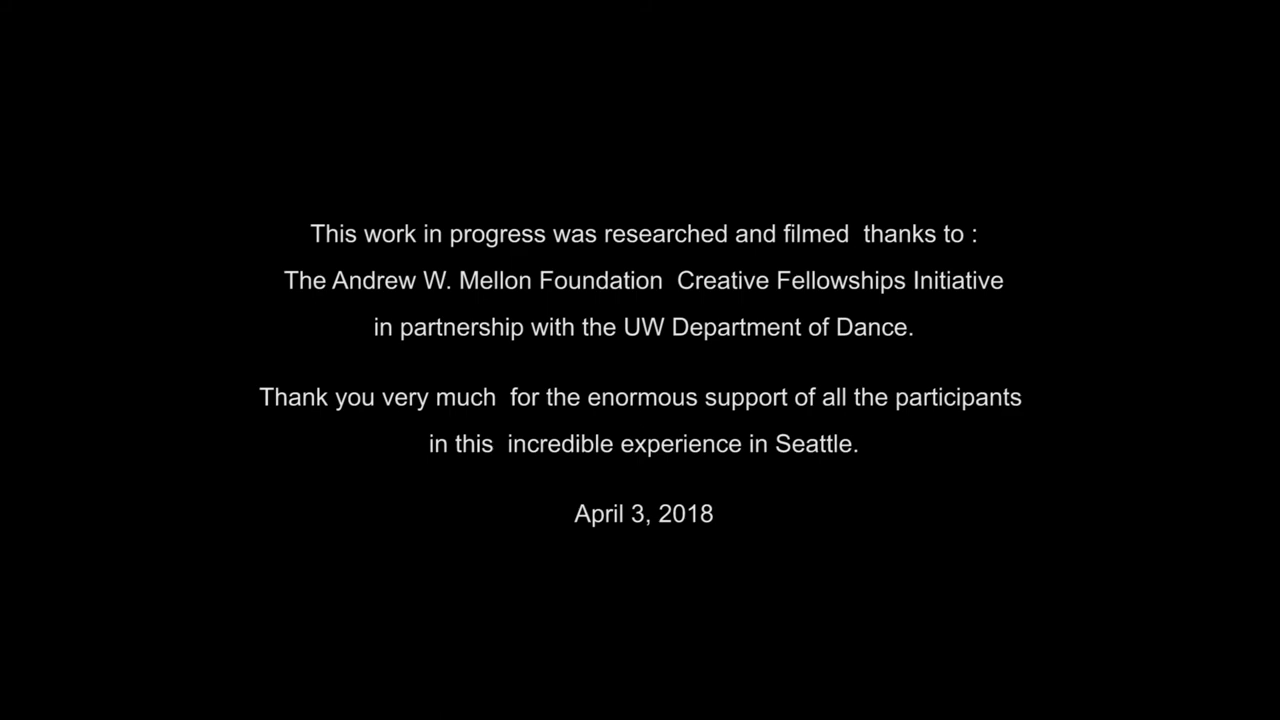 This work in progress was researched and filmed  thanks to :
The Andrew W. Mellon Foundation  Creative Fellowships Initiative
in partnership with the UW Department of Dance.
Thank you very much  for the enormous support of all the participants
in this  incredible experience in Seattle.
April 3, 2018